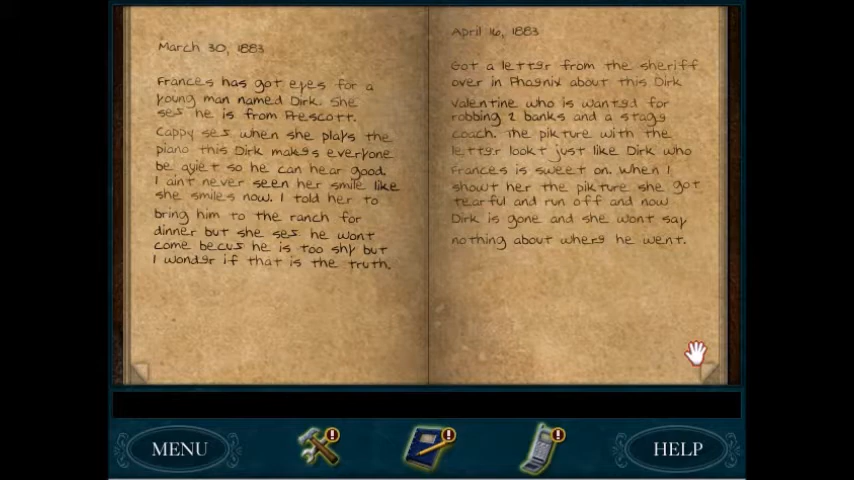 March 30, 1883
Frances has got eyes for a
young man named Dirk. She
ses he is from Prescott.
Cappy ses when she plays the
piano this Dirk makes everyone
be quiet so he can hear good.
I aint never seen her smile like
she smiles now. I told her to
bring him to the ranch for
dinner but she ses he wont
come becus he is too shy but
I wonder if that is the truth.
April 16, 1883
Got a letter from the sheriff
over in Phoenix about this Dirk
Valentine who is wanted for
robbing 2 banks and a stage
coach. The pikture with the
letter lookt just like Dirk who
Frances is sweet on. When I
showt her the pikture she got
tearful and run off and now
Dirk is gone and she wont say
nothing about where he went.
MENU
HELP